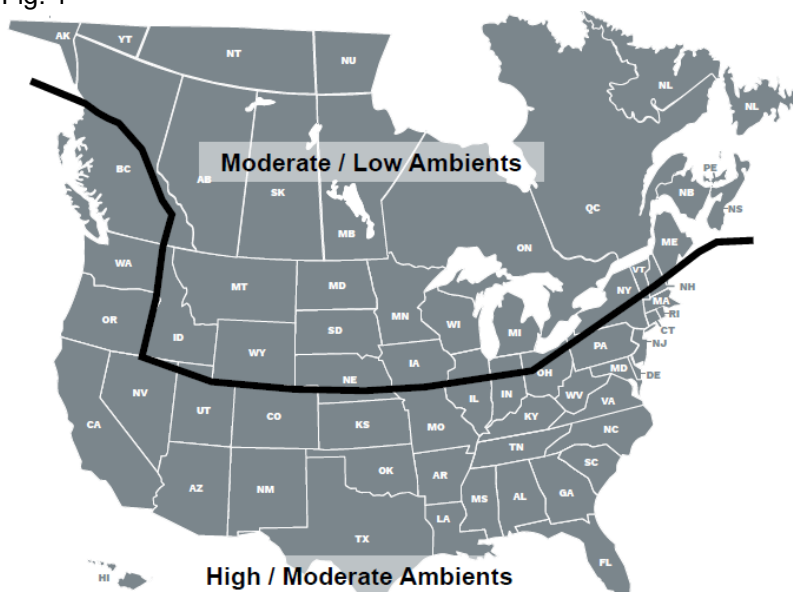 Fig.
AK
YT
NT
NU
NL
NL
Moderate / Low Ambients
BC
AB
SK
MB
ON
QC
PE
NB
NS
ME
WA
MT
MD
MN
WI
MI
VT
NH
NY
MA
RI
CT
OR
ID
WY
SD
IA
PA
NJ
NE
OH
MD
DE
NV
UT
CO
IL
IN
WV
VA
CA
KS
MO
KY
NC
TN
AZ
NM
OK
AR
SC
MS
AL
GA
LA
TX
FL
HI
High / Moderate Ambients